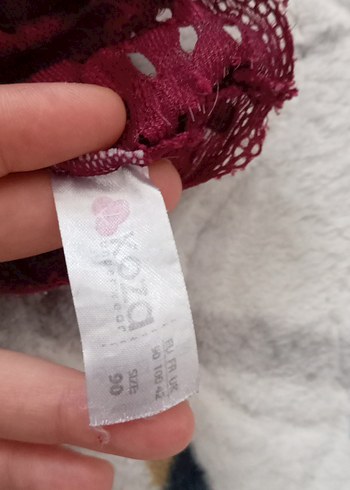 koza
underwear
EU FR UK
90 100 42
SIZE
90